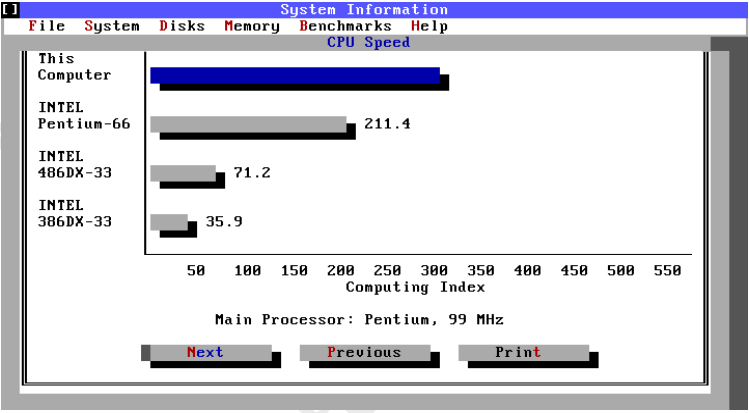 [] System Information
File System Disks Memory Benchmarks Help
CPU Speed
This
Computer
INTEL
Pentium-66 211.4
INTEL
486DX-33 71.2
INTEL
386DX-33 35.9
50 100 150 200 250 300 350 400 450 500 550
Computing Index
Main Processor: Pentium, 99 MHz
Next Previous Print